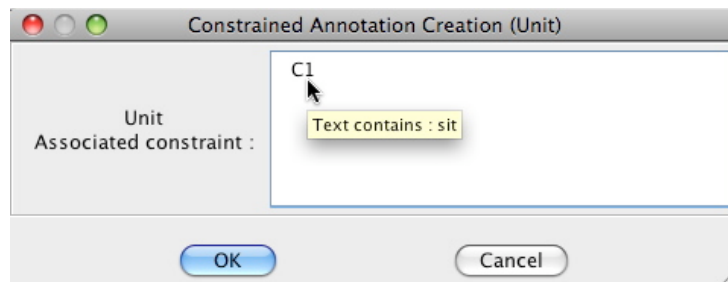 Constrained Annotation Creation (Unit)
C1
Unit
Associated constraint :
Text contains : sit
OK
Cancel